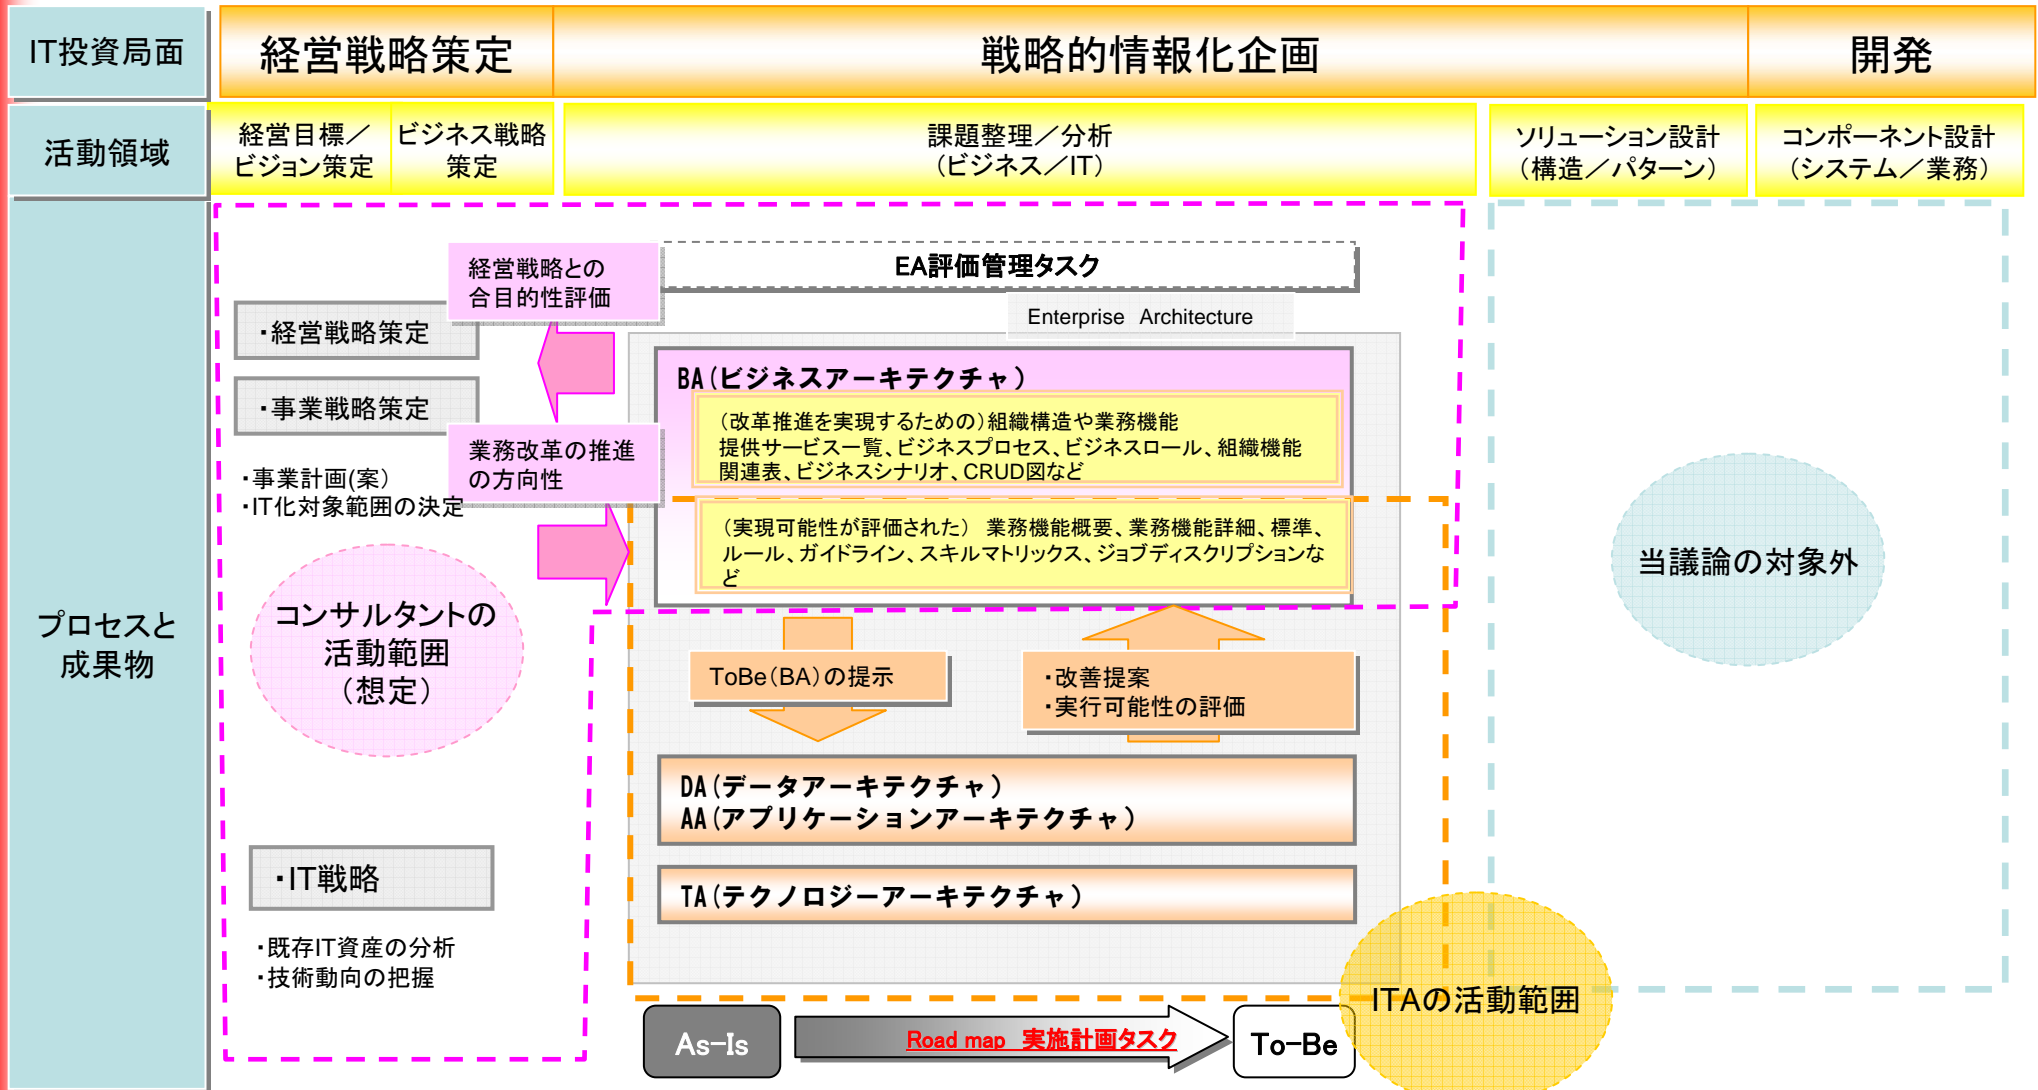 IT投資局面
経営戦略策定
戦略的情報化企画
開発
活動領域
経営目標／
ビジョン策定
ビジネス戦略
策定
課題整理／分析
（ビジネス／IT）
ソリューション設計
（構造／パターン）
コンポーネント設計
（システム／業務）
プロセスと
成果物
経営戦略との
合目的性評価
EA評価管理タスク
Enterprise Architecture
・経営戦略策定
・事業戦略策定
業務改革の推進
の方向性
・事業計画(案)
・IT化対象範囲の決定
BA(ビジネスアーキテクチャ)
（改革推進を実現するための）組織構造や業務機能
提供サービス一覧、ビジネスプロセス、ビジネスロール、組織機能
関連表、ビジネスシナリオ、CRUD図など
（実現可能性が評価された） 業務機能概要、業務機能詳細、標準、
ルール、ガイドライン、スキルマトリックス、ジョブディスクリプションな
ど
コンサルタントの
活動範囲
（想定）
当議論の対象外
ToBe（BA）の提示
・改善提案
・実行可能性の評価
DA(データアーキテクチャ)
AA(アプリケーションアーキテクチャ)
TA(テクノロジーアーキテクチャ)
・IT戦略
・既存IT資産の分析
・技術動向の把握
ITAの活動範囲
As-Is
Road map 実施計画タスク
To-Be